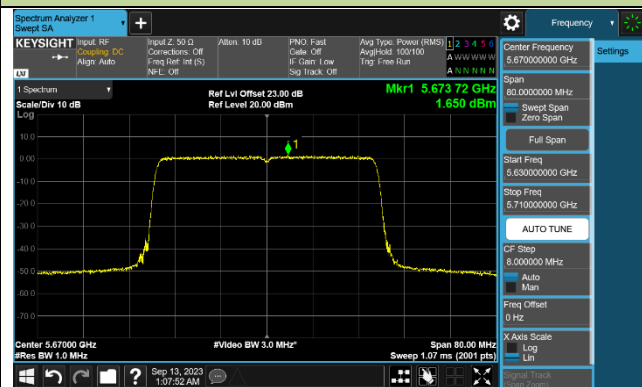 Spectrum Analyzer 1
Swept SA
Frequency
KEYSIGHT
Input: RF
Coupling: DC
Align: Auto
Input Z: 50 Ω
Corrections: Off
Freq Ref: Int (S)
NFE: Off
Atten: 10 dB
PNO: Fast
Gate: Off
IF Gain: Low
Sig Track: Off
Avg Type: Power (RMS)
Avg|Hold: 100/100
Trig: Free Run
1 2 3 4 5 6
A W W W W W
A N N N N N
LXI
Center Frequency
5.670000000 GHz
Settings
Span
80.0000000 MHz
Swept Span
Zero Span
Full Span
Start Freq
5.630000000 GHz
Stop Freq
5.710000000 GHz
AUTO TUNE
CF Step
8.000000 MHz
Auto
Man
Freq Offset
0 Hz
X Axis Scale
Log
Lin
Signal Track
(Span Zoom)
1 Spectrum
Scale/Div 10 dB
Log
Ref Lvl Offset 23.00 dB
Ref Level 20.00 dBm
Mkr1 5.673 72 GHz
1.650 dBm
1
10.0
0.00
-10.0
-20.0
-30.0
-40.0
-50.0
-60.0
-70.0
Center 5.67000 GHz
#Res BW 1.0 MHz
#Video BW 3.0 MHz*
Span 80.00 MHz
Sweep 1.07 ms (2001 pts)
Sep 13, 2023
1:07:52 AM